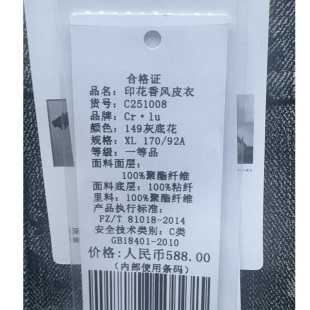 合格证
品名: 印花香风皮衣
货号: C251008
品牌: Cr·lu
颜色: 149灰底花
规格: XL 170/92A
等级: 一等品
面料面层:
100%聚酯纤维
面料底层: 100%粘纤
里料: 100%聚酯纤维
产品执行标准:
FZ/T 81018-2014
安全技术类别: C类
GB18401-2010
价格: 人民币588.00
(内部使用条码)